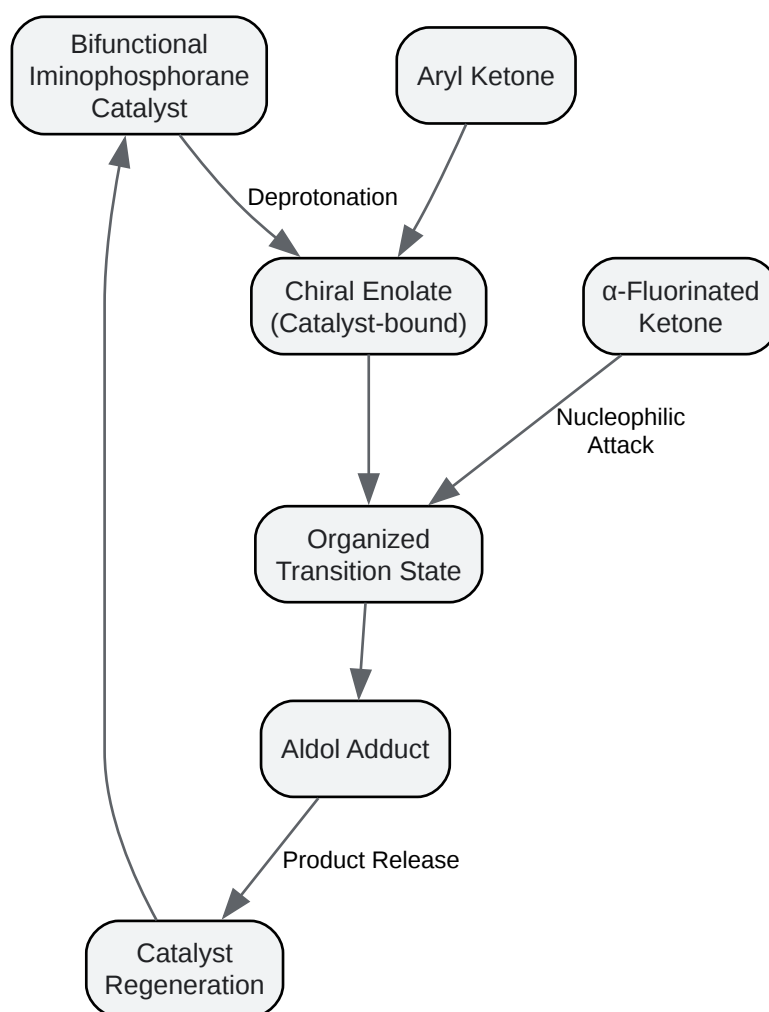 Bifunctional
Iminophosphorane
Catalyst
Aryl Ketone
Deprotonation
Chiral Enolate
(Catalyst-bound)
α-Fluorinated
Ketone
Nucleophilic
Attack
Organized
Transition State
Aldol Adduct
Product Release
Catalyst
Regeneration